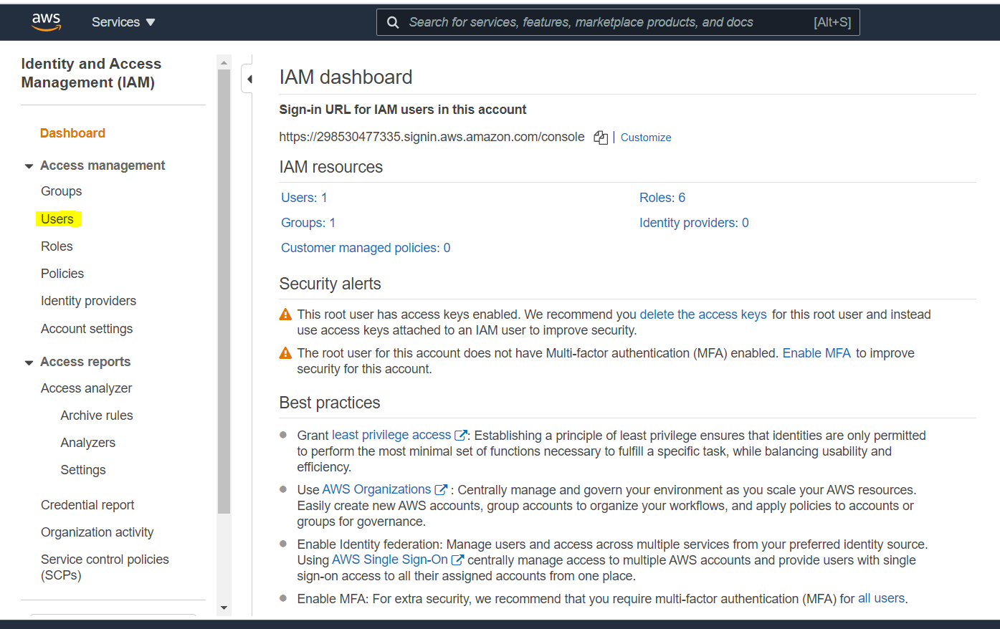 aws Services Search for services, features, marketplace products, and docs [Alt+S]
Identity and Access
Management (IAM)
Dashboard
Access management
Groups
Users
Roles
Policies
Identity providers
Account settings
Access reports
Access analyzer
Archive rules
Analyzers
Settings
Credential report
Organization activity
Service control policies
(SCPs)
IAM dashboard
Sign-in URL for IAM users in this account
https://298530477335.signin.aws.amazon.com/console | Customize
IAM resources
Users: 1 Roles: 6
Groups: 1 Identity providers: 0
Customer managed policies: 0
Security alerts
This root user has access keys enabled. We recommend you delete the access keys for this root user and instead
use access keys attached to an IAM user to improve security.
The root user for this account does not have Multi-factor authentication (MFA) enabled. Enable MFA to improve
security for this account.
Best practices
Grant least privilege access : Establishing a principle of least privilege ensures that identities are only permitted
to perform the most minimal set of functions necessary to fulfill a specific task, while balancing usability and
efficiency.
Use AWS Organizations : Centrally manage and govern your environment as you scale your AWS resources.
Easily create new AWS accounts, group accounts to organize your workflows, and apply policies to accounts or
groups for governance.
Enable Identity federation: Manage users and access across multiple services from your preferred identity source.
Using AWS Single Sign-On centrally manage access to multiple AWS accounts and provide users with single
sign-on access to all their assigned accounts from one place.
Enable MFA: For extra security, we recommend that you require multi-factor authentication (MFA) for all users.